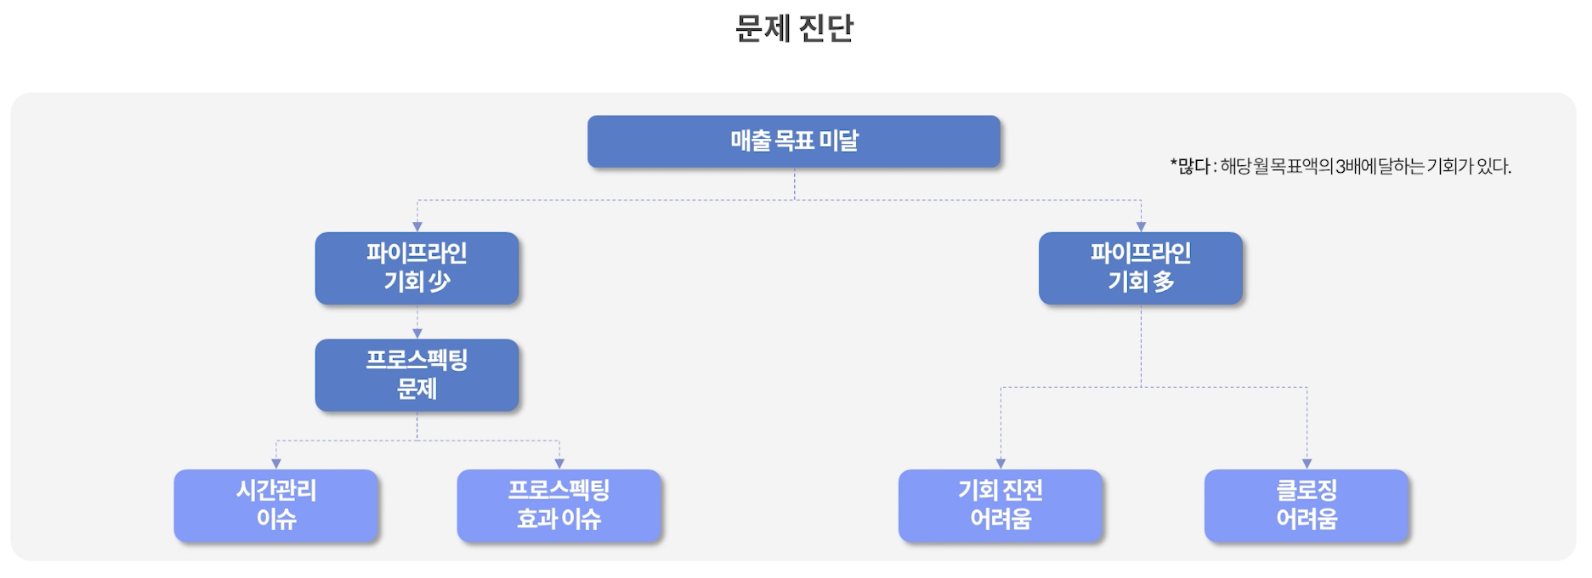 문제 진단
매출 목표 미달
*많다 : 해당 월 목표액의 3배에 달하는 기회가 있다.
파이프라인
기회 少
파이프라인
기회 多
프로스펙팅
문제
시간관리
이슈
프로스펙팅
효과 이슈
기회 진전
어려움
클로징
어려움